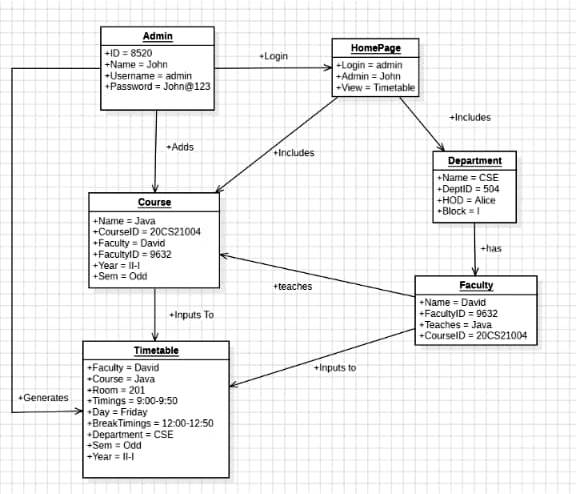 Admin
+ID = 8520
+Name = John
+Username = admin
+Password = John@123
+Login
HomePage
+Login = admin
+Admin = John
+View = Timetable
+Adds
+Includes
+Includes
Department
+Name = CSE
+DeptID = 504
+HOD = Alice
+Block = I
Course
+Name = Java
+CourseID = 20CS21004
+Faculty = David
+FacultyID = 9632
+Year = II-I
+Sem = Odd
+has
+teaches
Faculty
+Name = David
+FacultyID = 9632
+Teaches = Java
+CourseID = 20CS21004
+Inputs To
+Inputs to
Timetable
+Faculty = David
+Course = Java
+Room = 201
+Timings = 9:00-9:50
+Day = Friday
+BreakTimings = 12:00-12:50
+Department = CSE
+Sem = Odd
+Year = II-I
+Generates